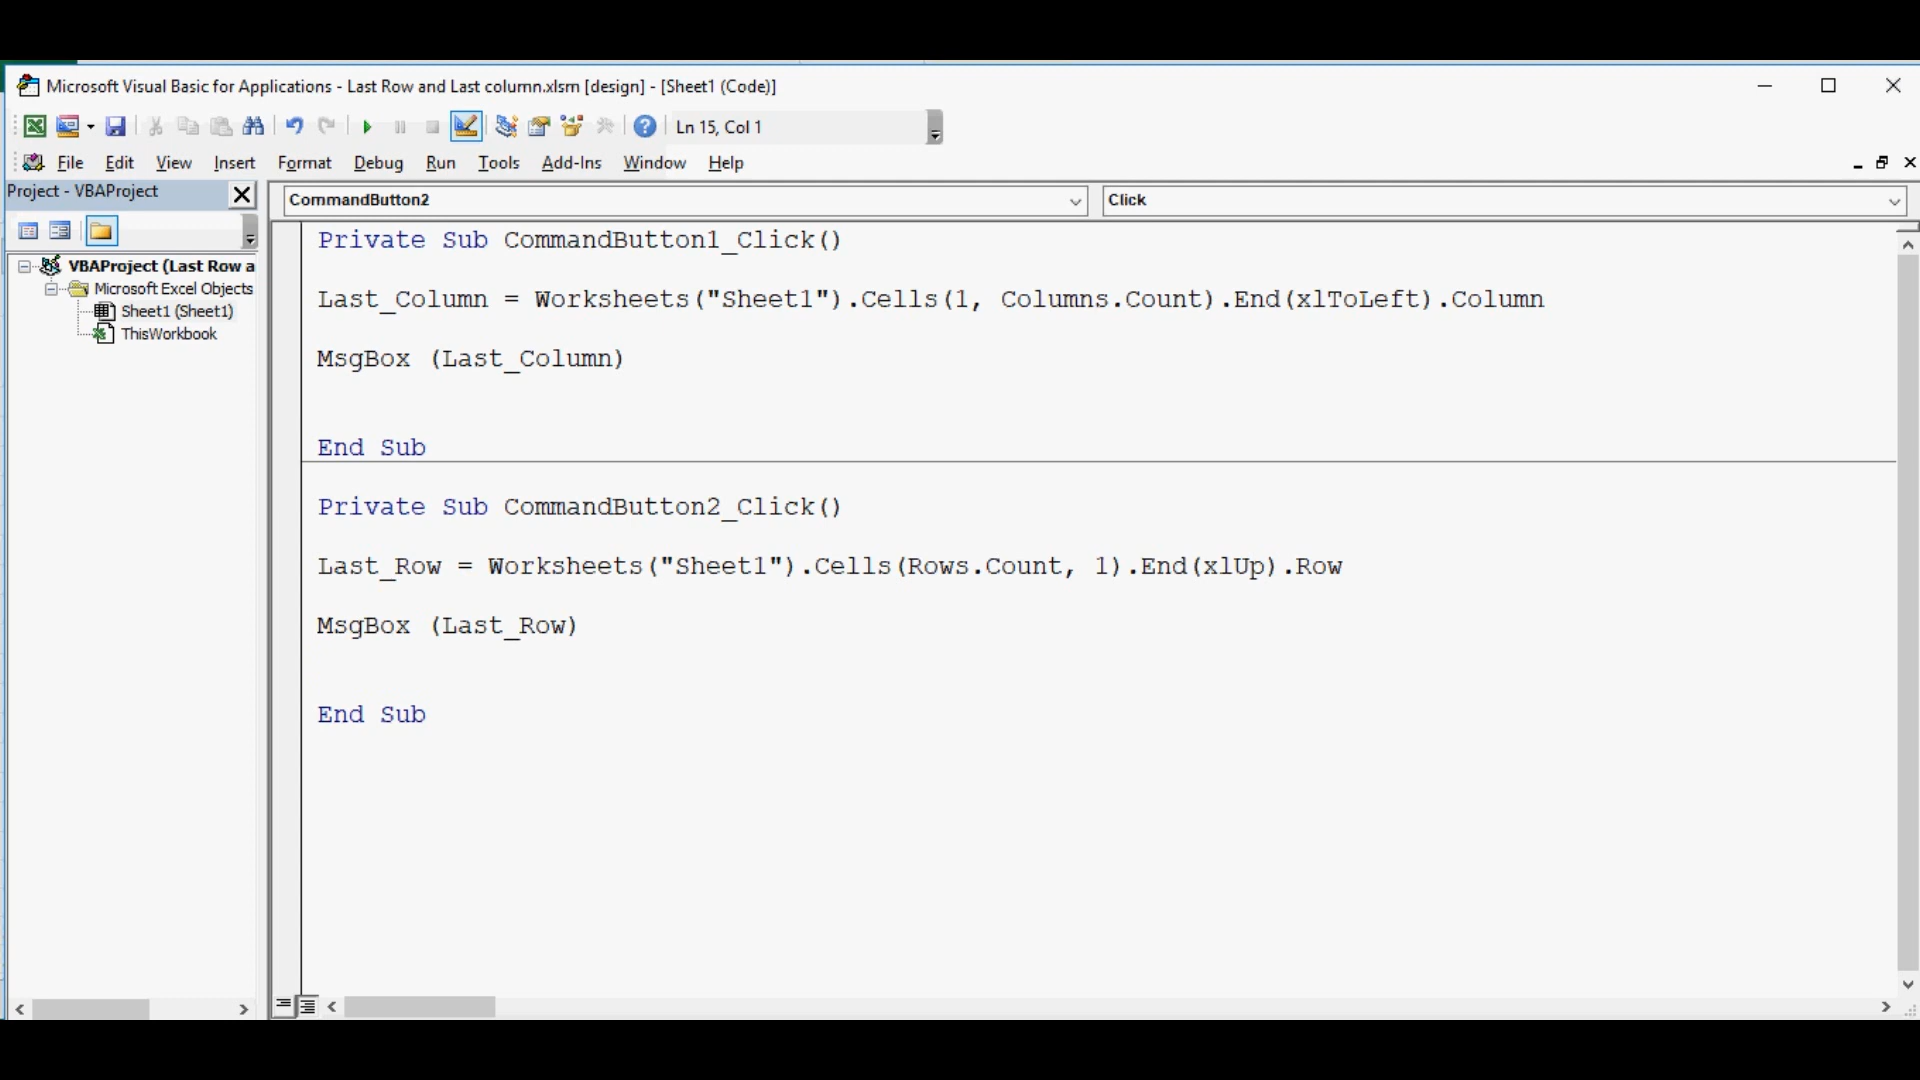 Microsoft Visual Basic for Applications - Last Row and Last column.xlsm [design] - [Sheet1 (Code)]
Ln 15, Col 1
File Edit View Insert Format Debug Run Tools Add-Ins Window Help
Project - VBAProject
CommandButton2
Click
VBAProject (Last Row a
Microsoft Excel Objects
Sheet1 (Sheet1)
ThisWorkbook
Private Sub CommandButton1_Click()
Last_Column = Worksheets("Sheet1").Cells(1, Columns.Count).End(xlToLeft).Column
MsgBox (Last_Column)
End Sub
Private Sub CommandButton2_Click()
Last_Row = Worksheets("Sheet1").Cells(Rows.Count, 1).End(xlUp).Row
MsgBox (Last_Row)
End Sub